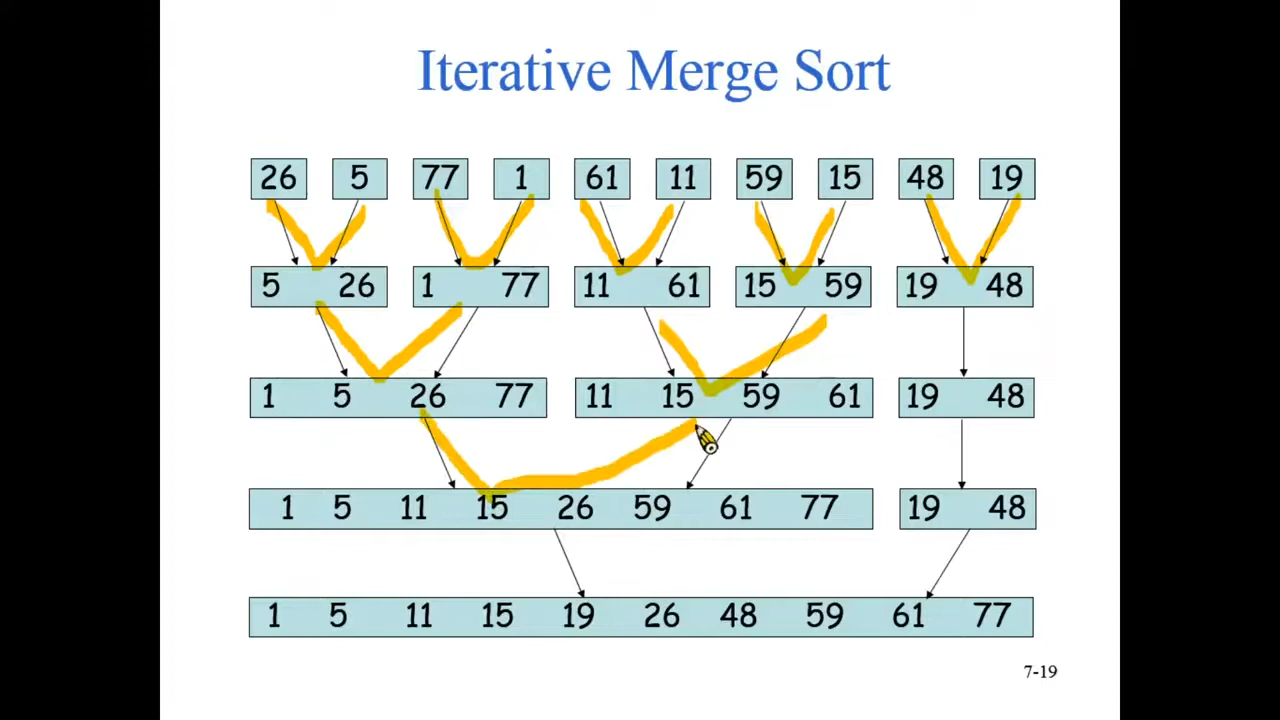 Iterative Merge Sort
26 5 77 1 61 11 59 15 48 19
5 26 1 77 11 61 15 59 19 48
1 5 26 77 11 15 59 61 19 48
1 5 11 15 26 59 61 77 19 48
1 5 11 15 19 26 48 59 61 77
7-19